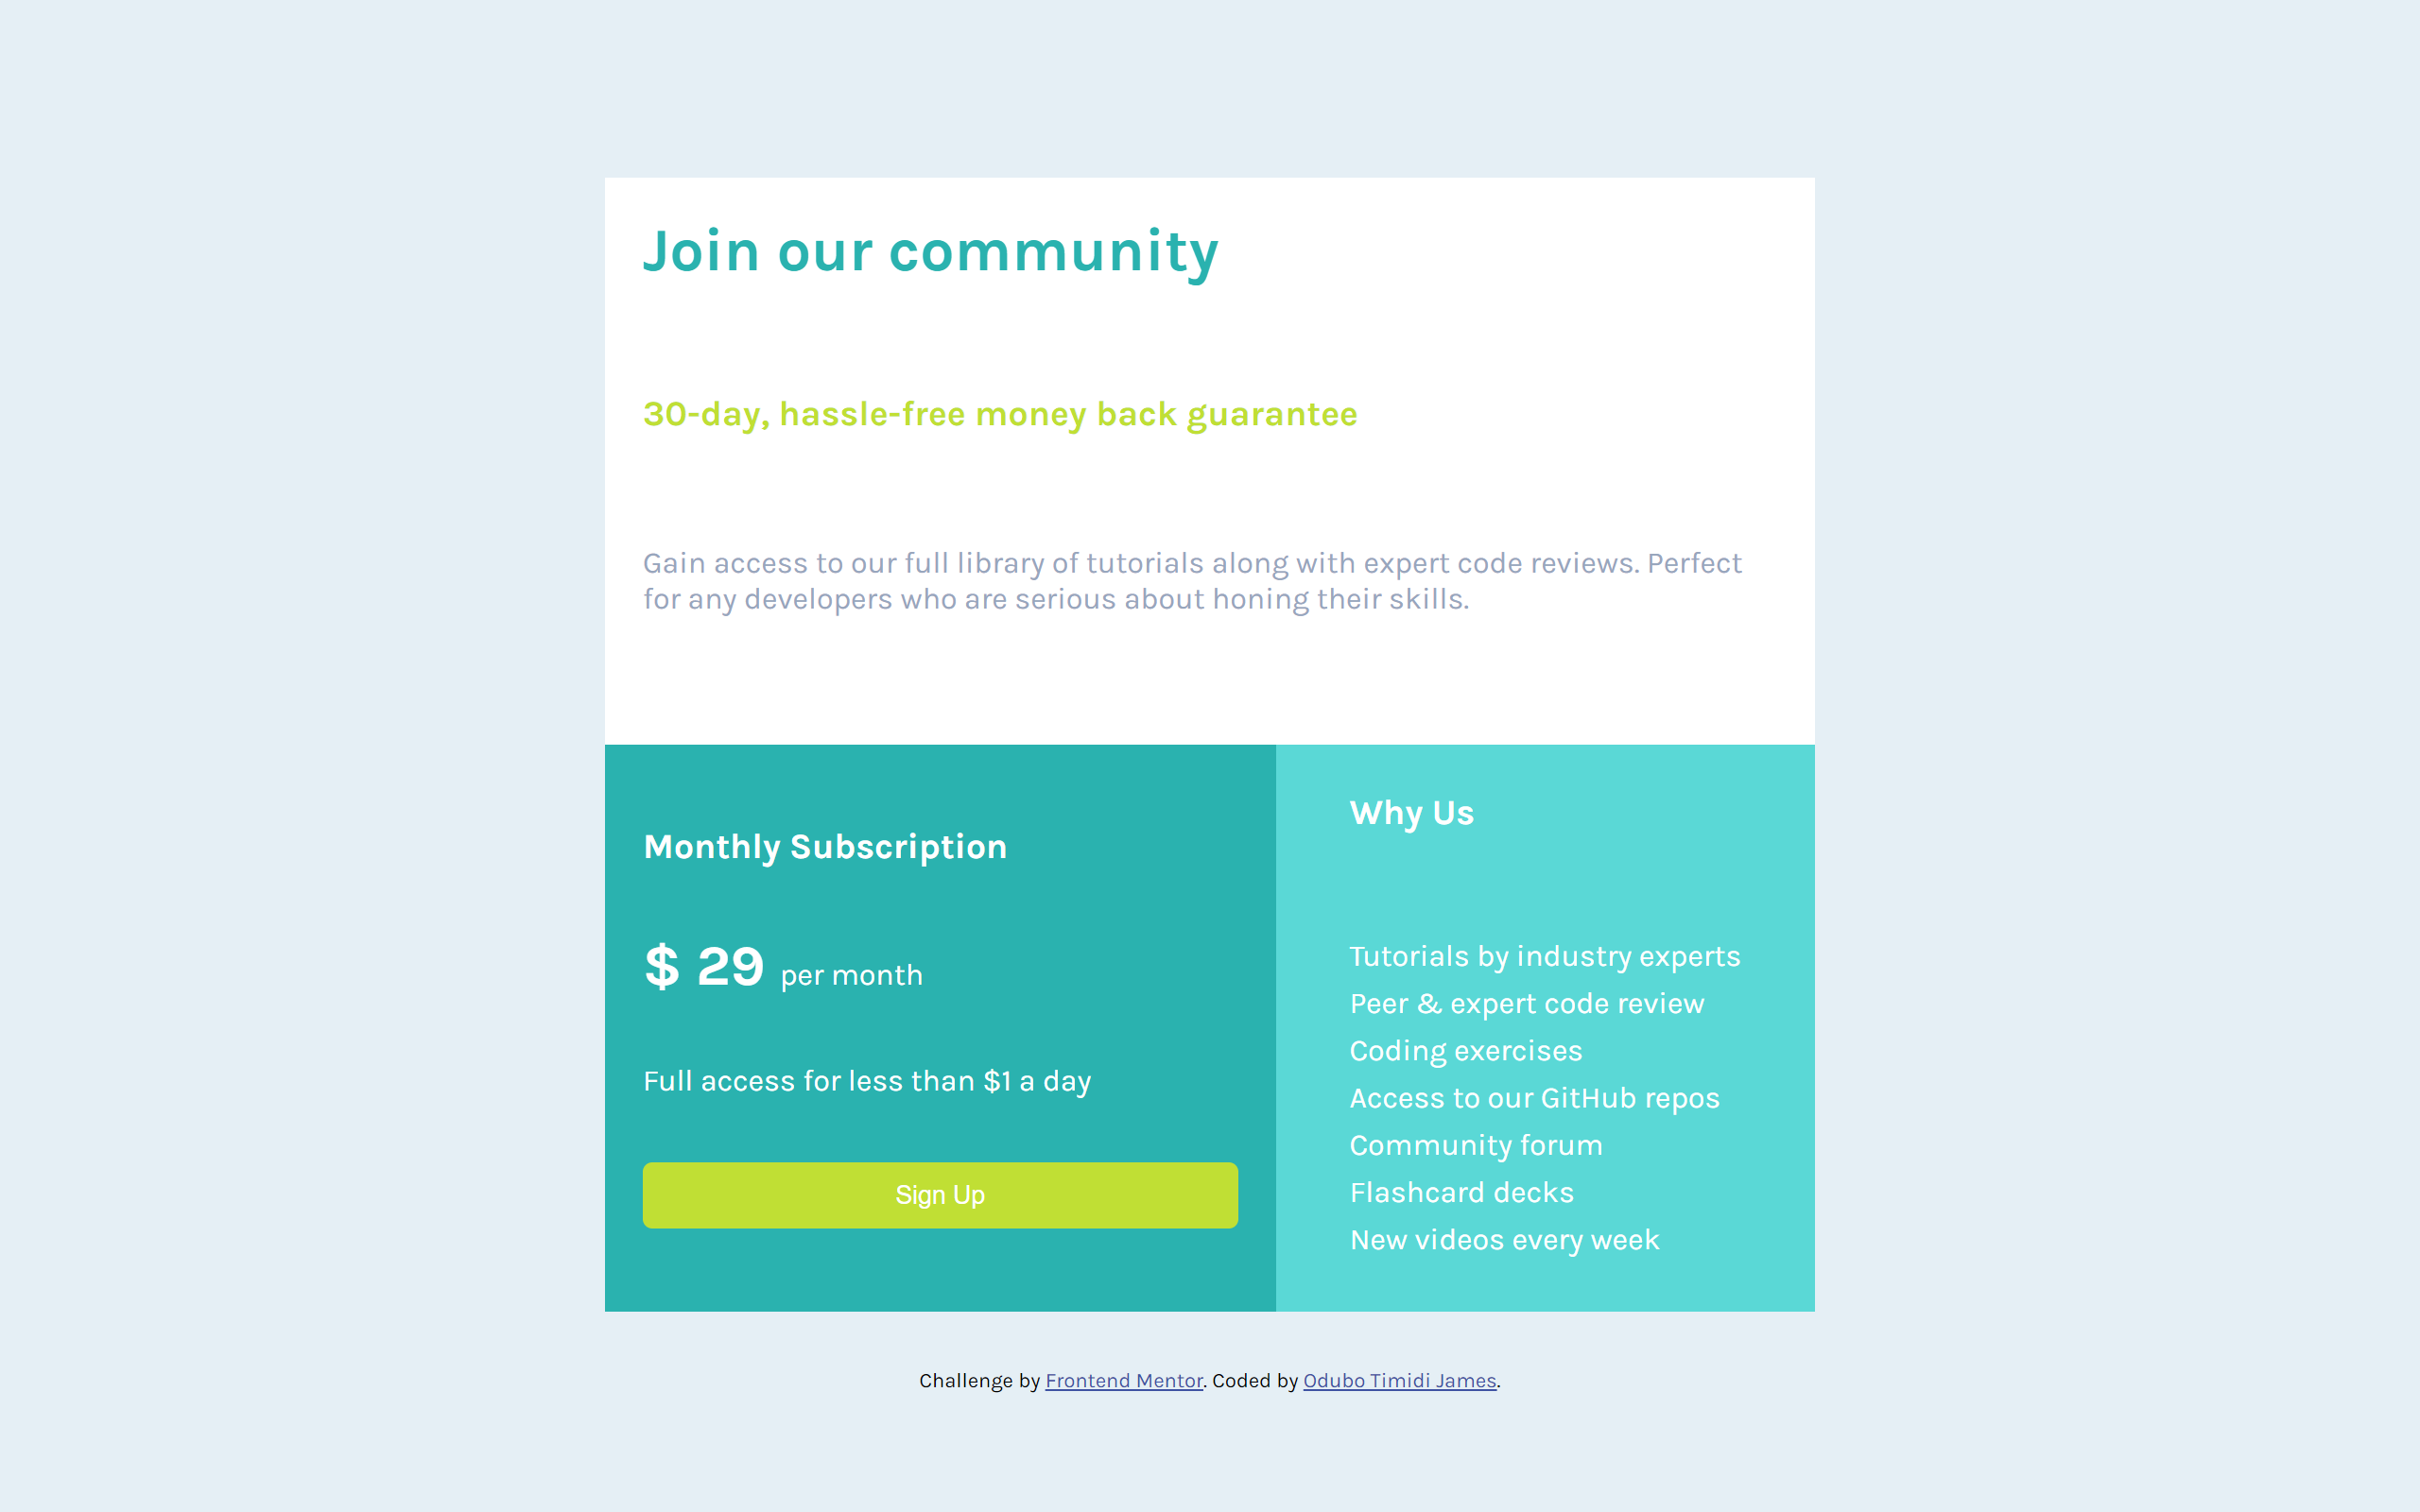 Join our community
30-day, hassle-free money back guarantee
Gain access to our full library of tutorials along with expert code reviews. Perfect
for any developers who are serious about honing their skills.
Monthly Subscription
$ 29 per month
Full access for less than $1 a day
Sign Up
Why Us
Tutorials by industry experts
Peer & expert code review
Coding exercises
Access to our GitHub repos
Community forum
Flashcard decks
New videos every week
Challenge by Frontend Mentor. Coded by Odubo Timidi James.